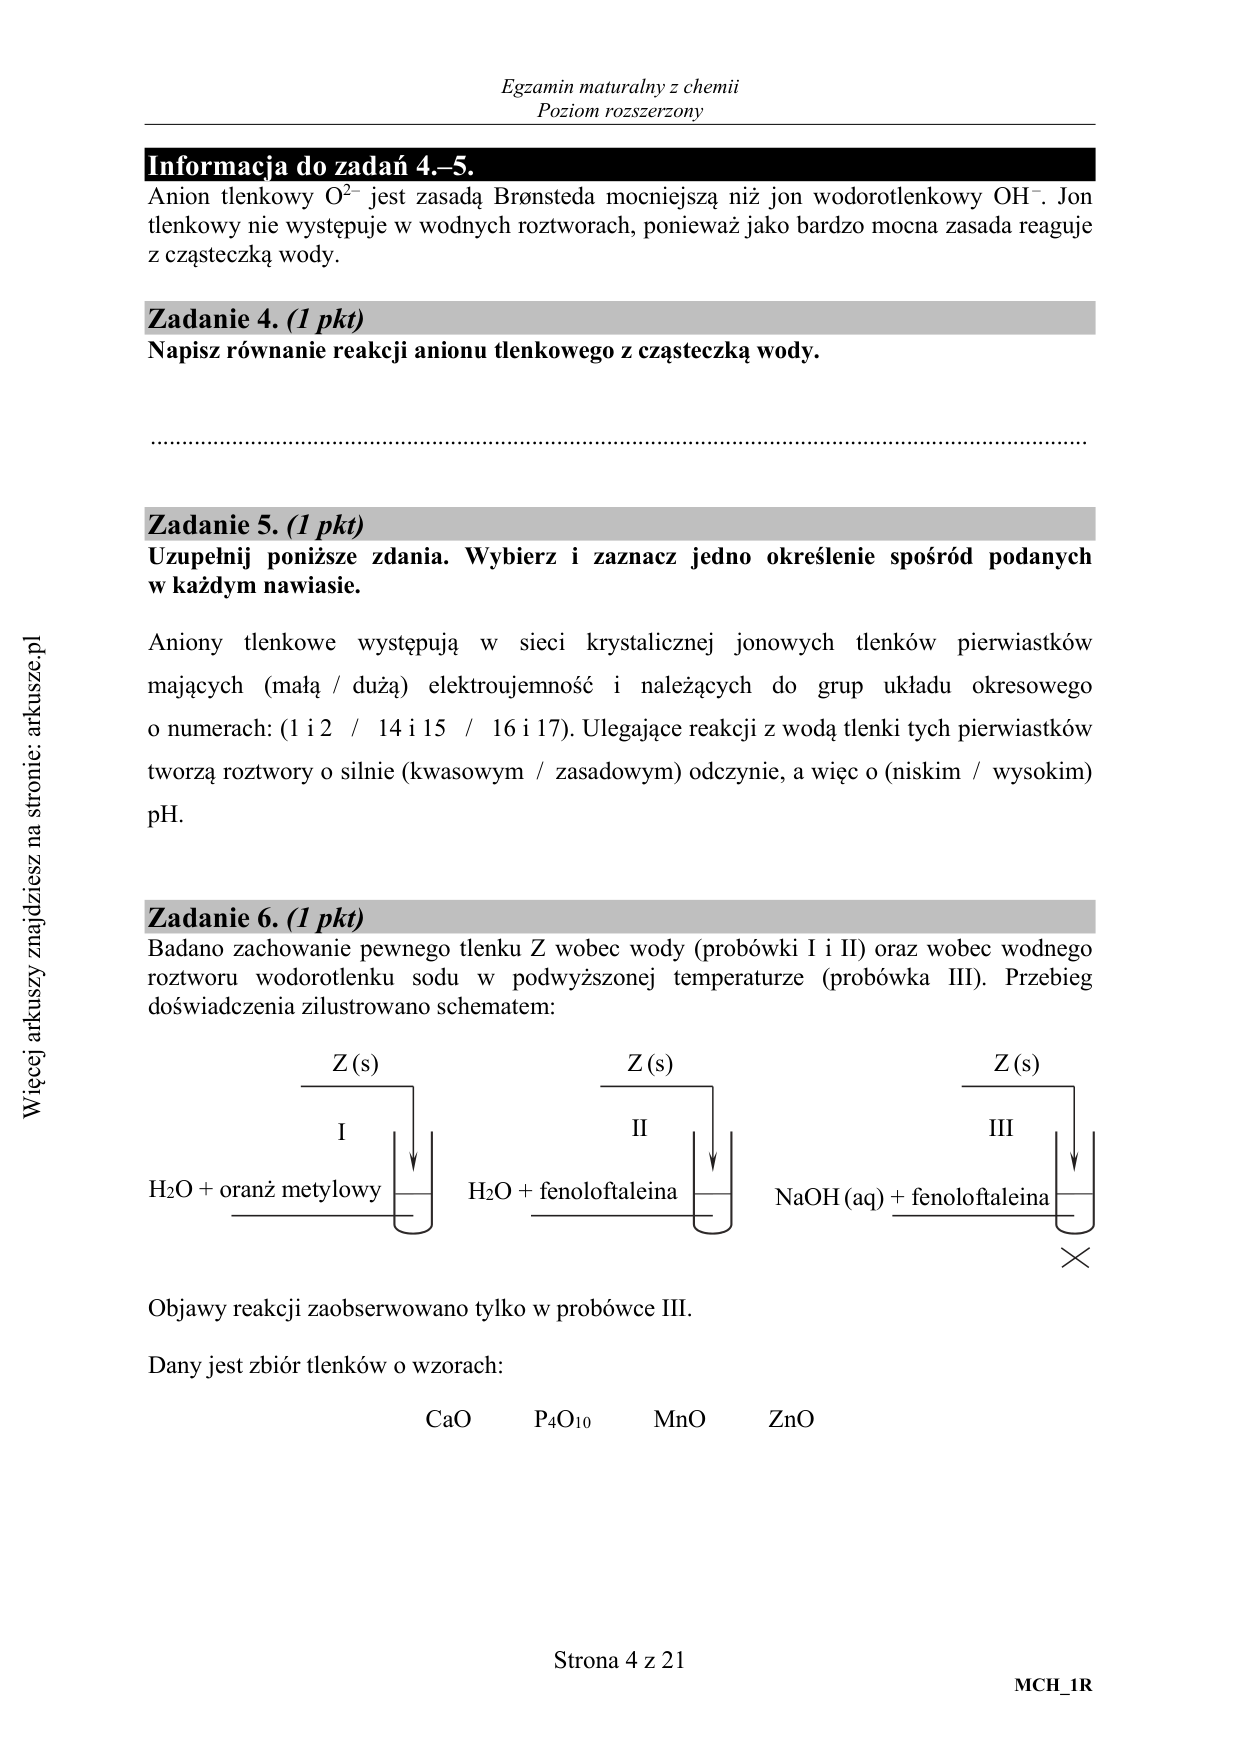 Egzamin maturalny z chemii
Poziom rozszerzony
Informacja do zadań 4.–5.
Anion tlenkowy O²⁻ jest zasadą Brønsteda mocniejszą niż jon wodorotlenkowy OH⁻. Jon
tlenkowy nie występuje w wodnych roztworach, ponieważ jako bardzo mocna zasada reaguje
z cząsteczką wody.
Zadanie 4. (1 pkt)
Napisz równanie reakcji anionu tlenkowego z cząsteczką wody.
Zadanie 5. (1 pkt)
Uzupełnij poniższe zdania. Wybierz i zaznacz jedno określenie spośród podanych
w każdym nawiasie.
Aniony tlenkowe występują w sieci krystalicznej jonowych tlenków pierwiastków
mających (małą / dużą) elektroujemność i należących do grup układu okresowego
o numerach: (1 i 2 / 14 i 15 / 16 i 17). Ulegające reakcji z wodą tlenki tych pierwiastków
tworzą roztwory o silnie (kwasowym / zasadowym) odczynie, a więc o (niskim / wysokim)
pH.
Zadanie 6. (1 pkt)
Badano zachowanie pewnego tlenku Z wobec wody (probówki I i II) oraz wobec wodnego
roztworu wodorotlenku sodu w podwyższonej temperaturze (probówka III). Przebieg
doświadczenia zilustrowano schematem:
Z (s) Z (s) Z (s)
I II III
H₂O + oranż metylowy H₂O + fenoloftaleina NaOH (aq) + fenoloftaleina
Objawy reakcji zaobserwowano tylko w probówce III.
Dany jest zbiór tlenków o wzorach:
CaO P₄O₁₀ MnO ZnO
Strona 4 z 21
MCH_1R
Więcej arkuszy znajdziesz na stronie: arkusze.pl